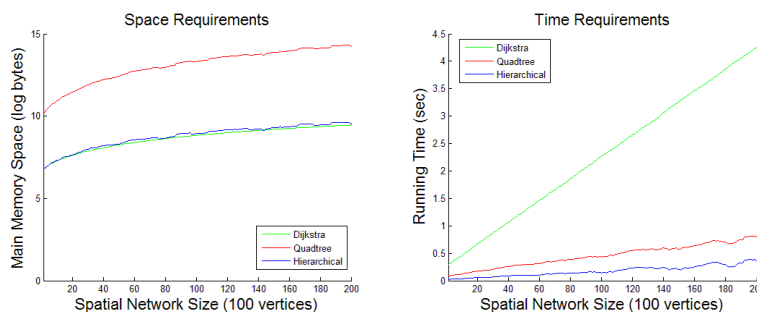 Space Requirements
Main Memory Space (log bytes)
15
10
5
0
Dijkstra
Quadtree
Hierarchical
20 40 60 80 100 120 140 160 180 200
Spatial Network Size (100 vertices)
Time Requirements
Running Time (sec)
5
4.5
4
3.5
3
2.5
2
1.5
1
0.5
0
Dijkstra
Quadtree
Hierarchical
20 40 60 80 100 120 140 160 180 200
Spatial Network Size (100 vertices)